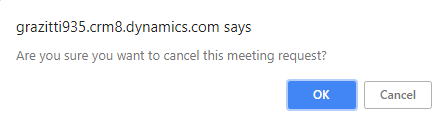 grazitti935.crm8.dynamics.com says
Are you sure you want to cancel this meeting request?
OK
Cancel